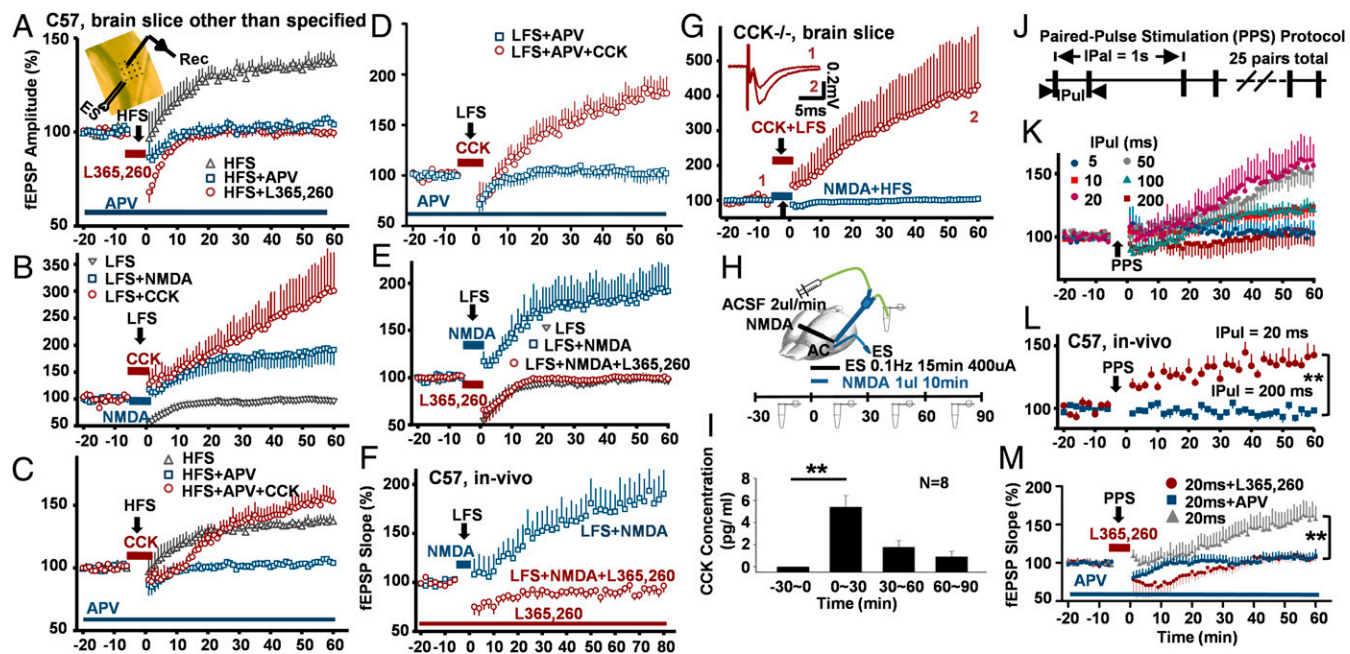 A C57, brain slice other than specified
fEPSP Amplitude (%)
150
100
50
Rec
ES
HFS
L365,260
HFS
HFS+APV
HFS+L365,260
APV
-20 -10 0 10 20 30 40 50 60
B
LFS
LFS+NMDA
LFS+CCK
350
300
250
200
150
100
50
LFS
CCK
NMDA
-20 -10 0 10 20 30 40 50 60
C
HFS
HFS+APV
HFS+APV+CCK
150
100
50
HFS
CCK
APV
-20 -10 0 10 20 30 40 50 60
D
LFS+APV
LFS+APV+CCK
200
150
100
50
LFS
CCK
APV
-20 -10 0 10 20 30 40 50 60
E
200
150
100
50
LFS
NMDA
L365,260
LFS
LFS+NMDA
LFS+NMDA+L365,260
-20 -10 0 10 20 30 40 50 60
F C57, in-vivo
fEPSP Slope (%)
200
150
100
50
LFS
NMDA
LFS+NMDA
LFS+NMDA+L365,260
L365,260
-20 -10 0 10 20 30 40 50 60 70 80
G CCK-/-, brain slice
500
400
300
200
100
1
2
0.2mV
5ms
CCK+LFS
1
2
NMDA+HFS
-20 -10 0 10 20 30 40 50 60
H
ACSF 2ul/min
NMDA
AC
ES
ES 0.1Hz 15min 400uA
NMDA 1ul 10min
-30 0 30 60 90
I
CCK Concentration
(pg/ ml)
8
6
4
2
0
**
N=8
-30~0 0~30 30~60 60~90
Time (min)
J
Paired-Pulse Stimulation (PPS) Protocol
IPal = 1s
25 pairs total
IPul
K
IPul (ms)
5 50
10 100
20 200
150
100
PPS
-20 -10 0 10 20 30 40 50 60
L C57, in-vivo
150
100
PPS
IPul = 20 ms
IPul = 200 ms
**
-20 -10 0 10 20 30 40 50 60
M
fEPSP Slope (%)
200
150
100
50
PPS
L365,260
20ms+L365,260
20ms+APV
20ms
**
APV
-20 -10 0 10 20 30 40 50 60
Time (min)